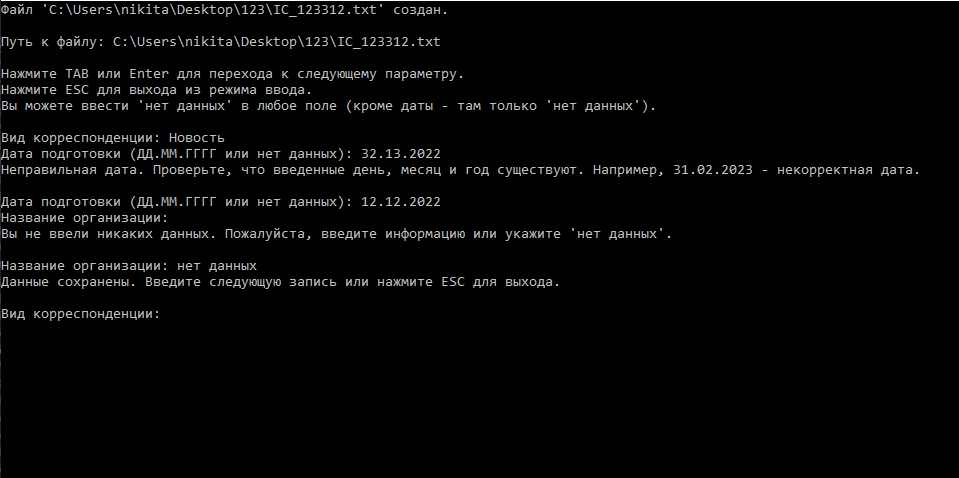 Файл 'C:\Users\nikita\Desktop\123\IC_123312.txt' создан.
Путь к файлу: C:\Users\nikita\Desktop\123\IC_123312.txt
Нажмите TAB или Enter для перехода к следующему параметру.
Нажмите ESC для выхода из режима ввода.
Вы можете ввести 'нет данных' в любое поле (кроме даты - там только 'нет данных').
Вид корреспонденции: Новость
Дата подготовки (ДД.ММ.ГГГГ или нет данных): 32.13.2022
Неправильная дата. Проверьте, что введенные день, месяц и год существуют. Например, 31.02.2023 - некорректная дата.
Дата подготовки (ДД.ММ.ГГГГ или нет данных): 12.12.2022
Название организации:
Вы не ввели никаких данных. Пожалуйста, введите информацию или укажите 'нет данных'.
Название организации: нет данных
Данные сохранены. Введите следующую запись или нажмите ESC для выхода.
Вид корреспонденции: